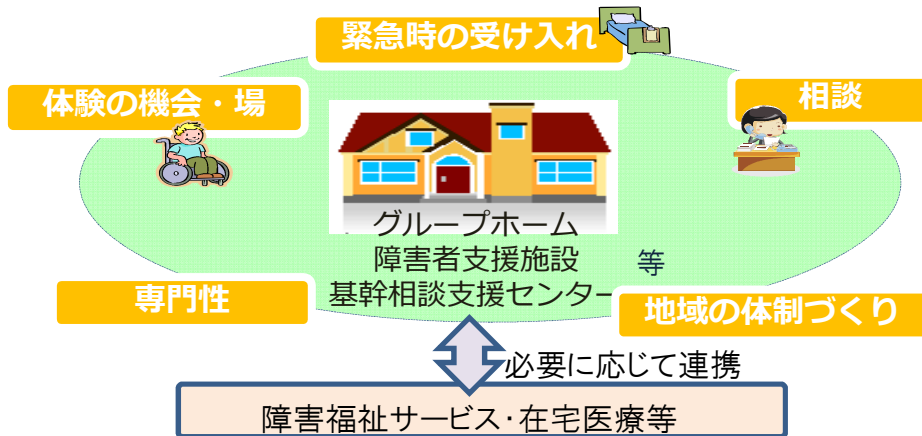 緊急時の受け入れ
体験の機会・場
相談
グループホーム
障害者支援施設 等
基幹相談支援センター
専門性
地域の体制づくり
必要に応じて連携
障害福祉サービス・在宅医療等